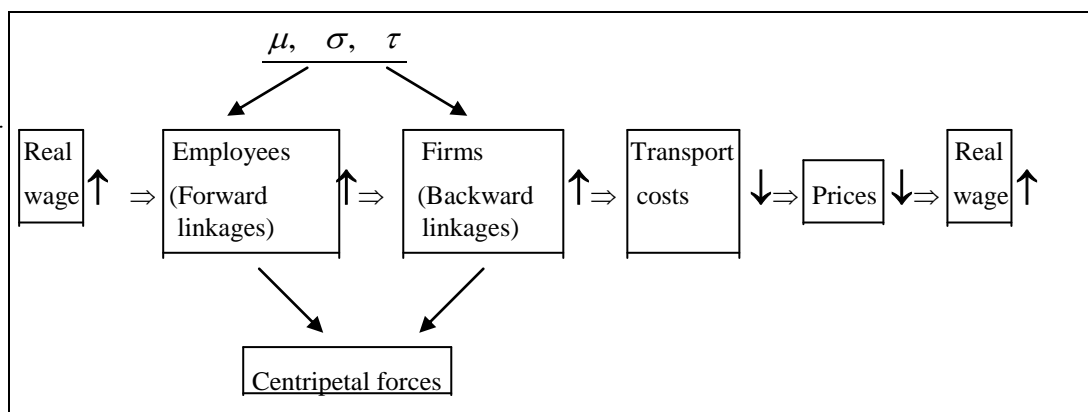 μ, σ, τ
Real
wage ↑
⇒
Employees
(Forward
linkages)
↑
⇒
Firms
(Backward
linkages)
↑
⇒
Transport
costs
↓
⇒
Prices
↓
⇒
Real
wage ↑
Centripetal forces